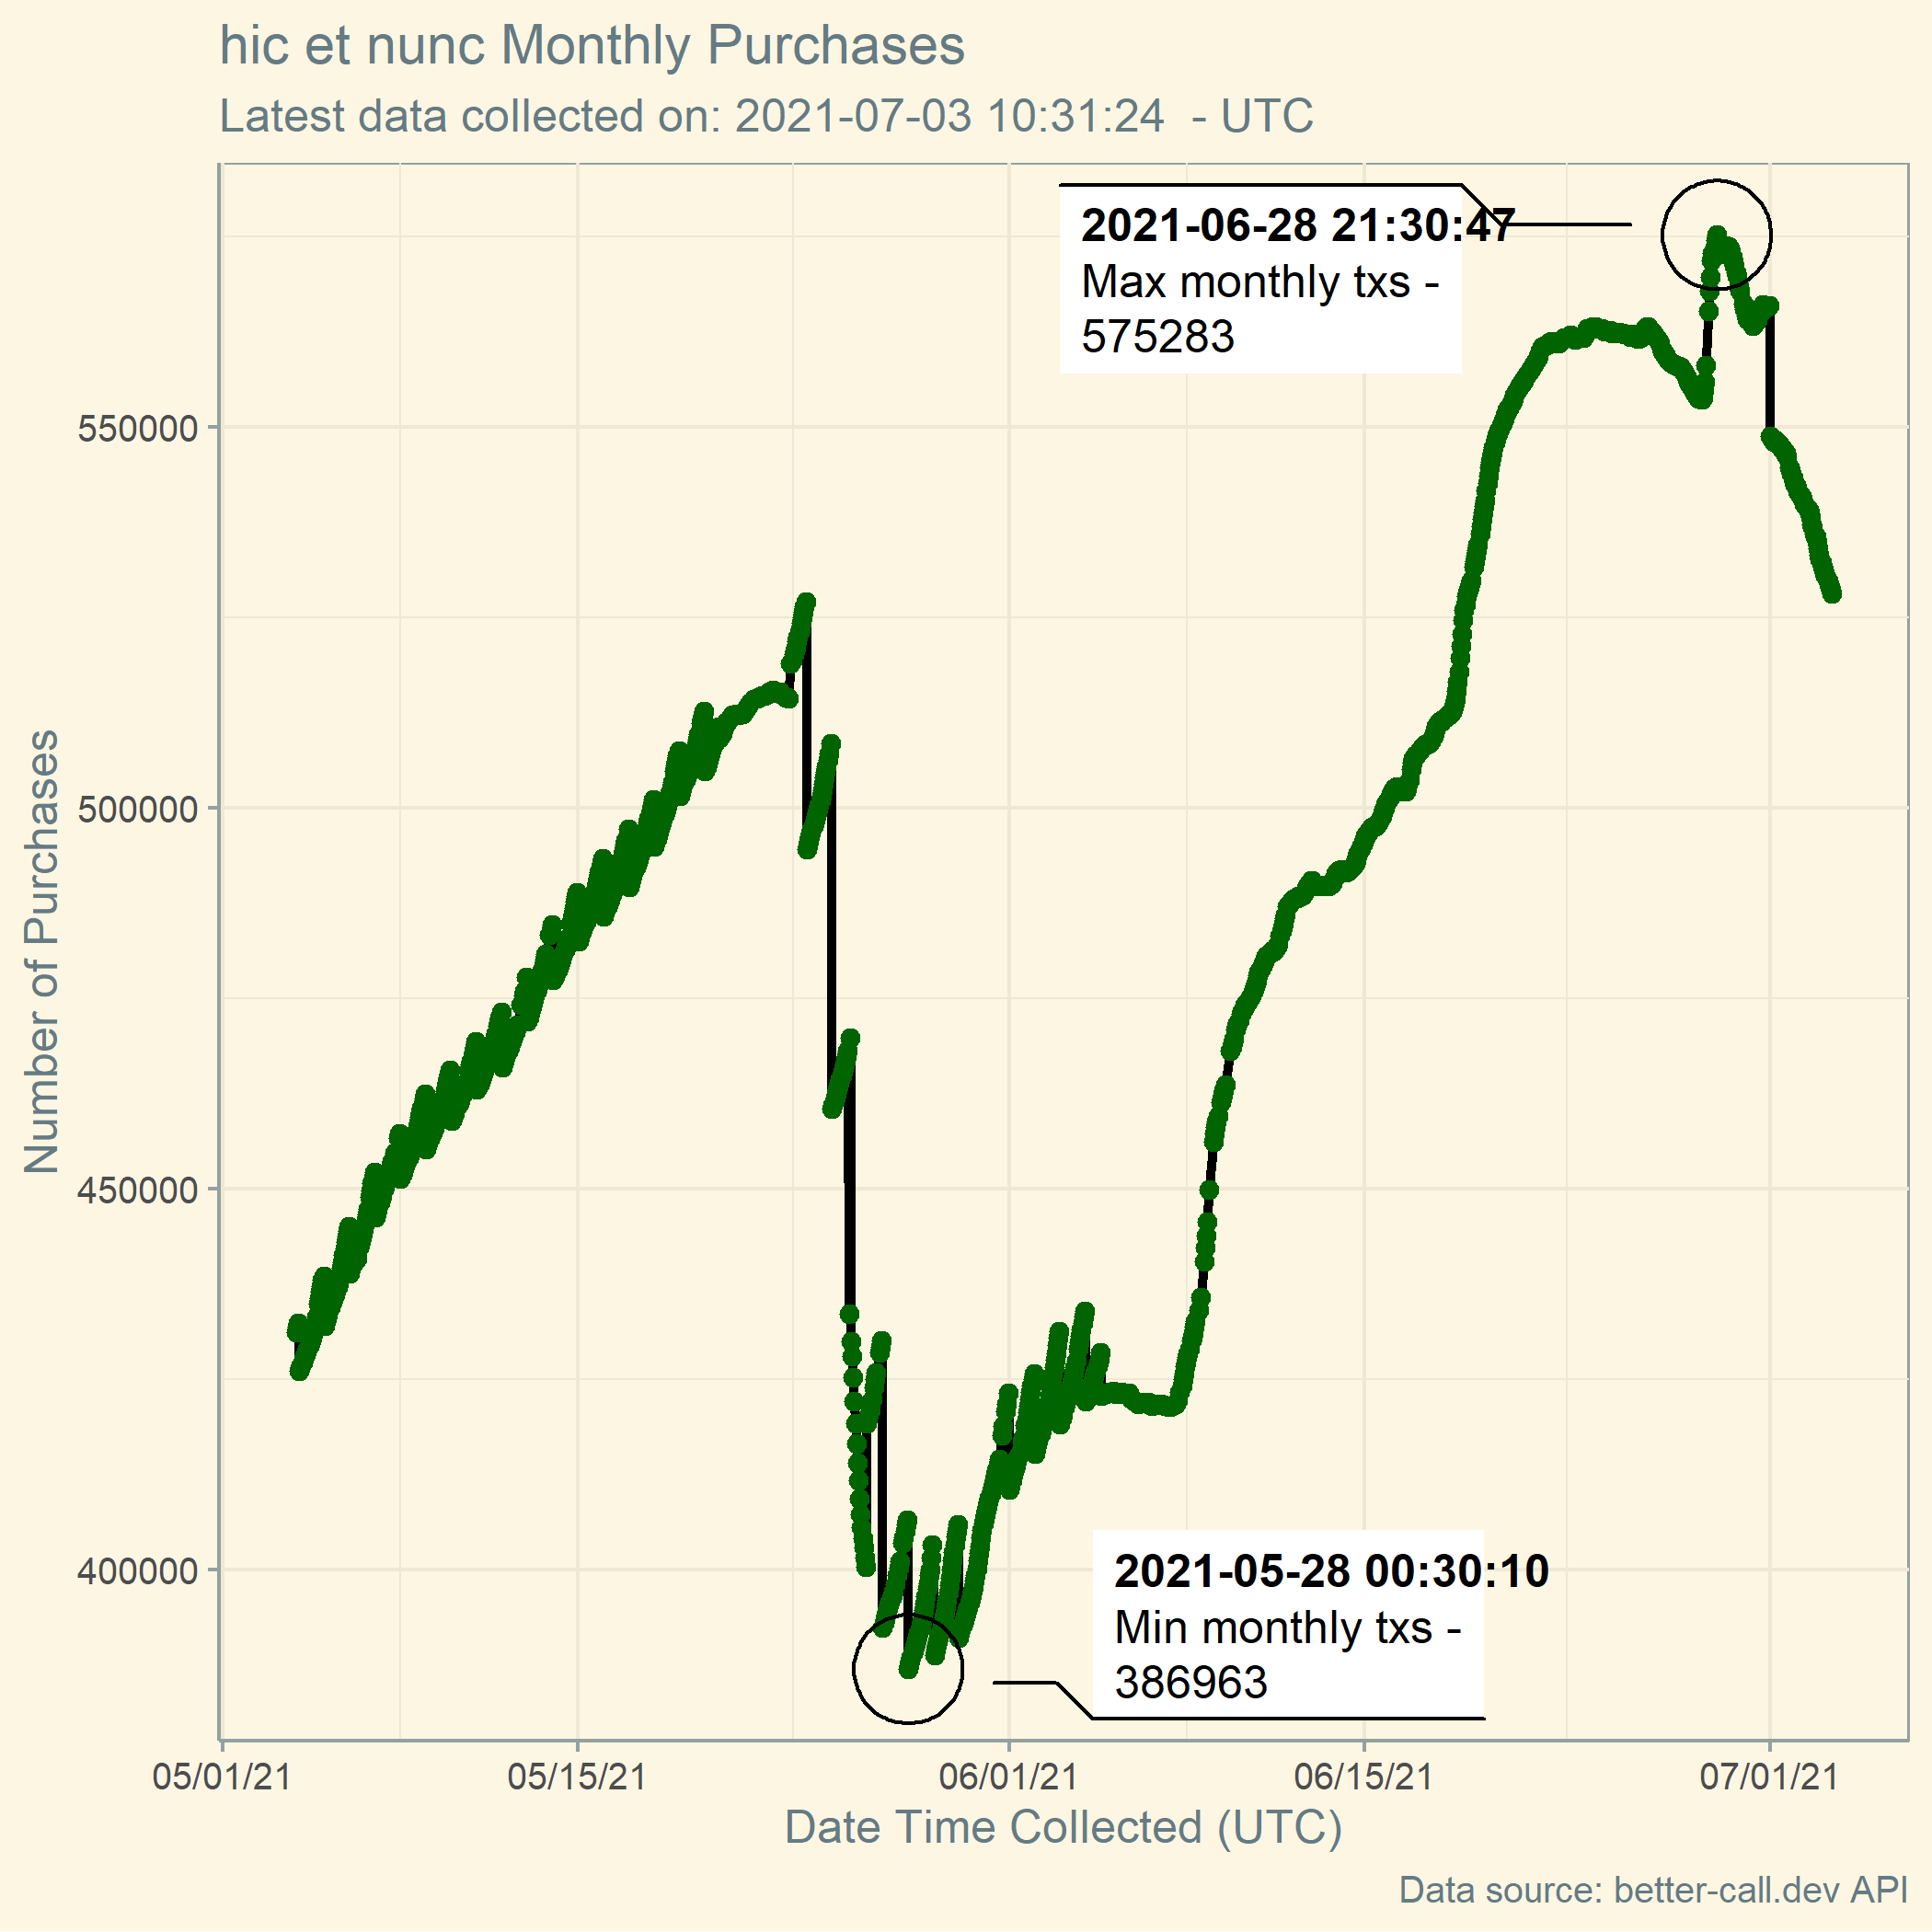 hic et nunc Monthly Purchases
Latest data collected on: 2021-07-03 10:31:24  - UTC
2021-06-28 21:30:47
Max monthly txs -
575283
550000
500000
450000
400000
Number of Purchases
2021-05-28 00:30:10
Min monthly txs -
386963
05/01/21 05/15/21 06/01/21 06/15/21 07/01/21
Date Time Collected (UTC)
Data source: better-call.dev API